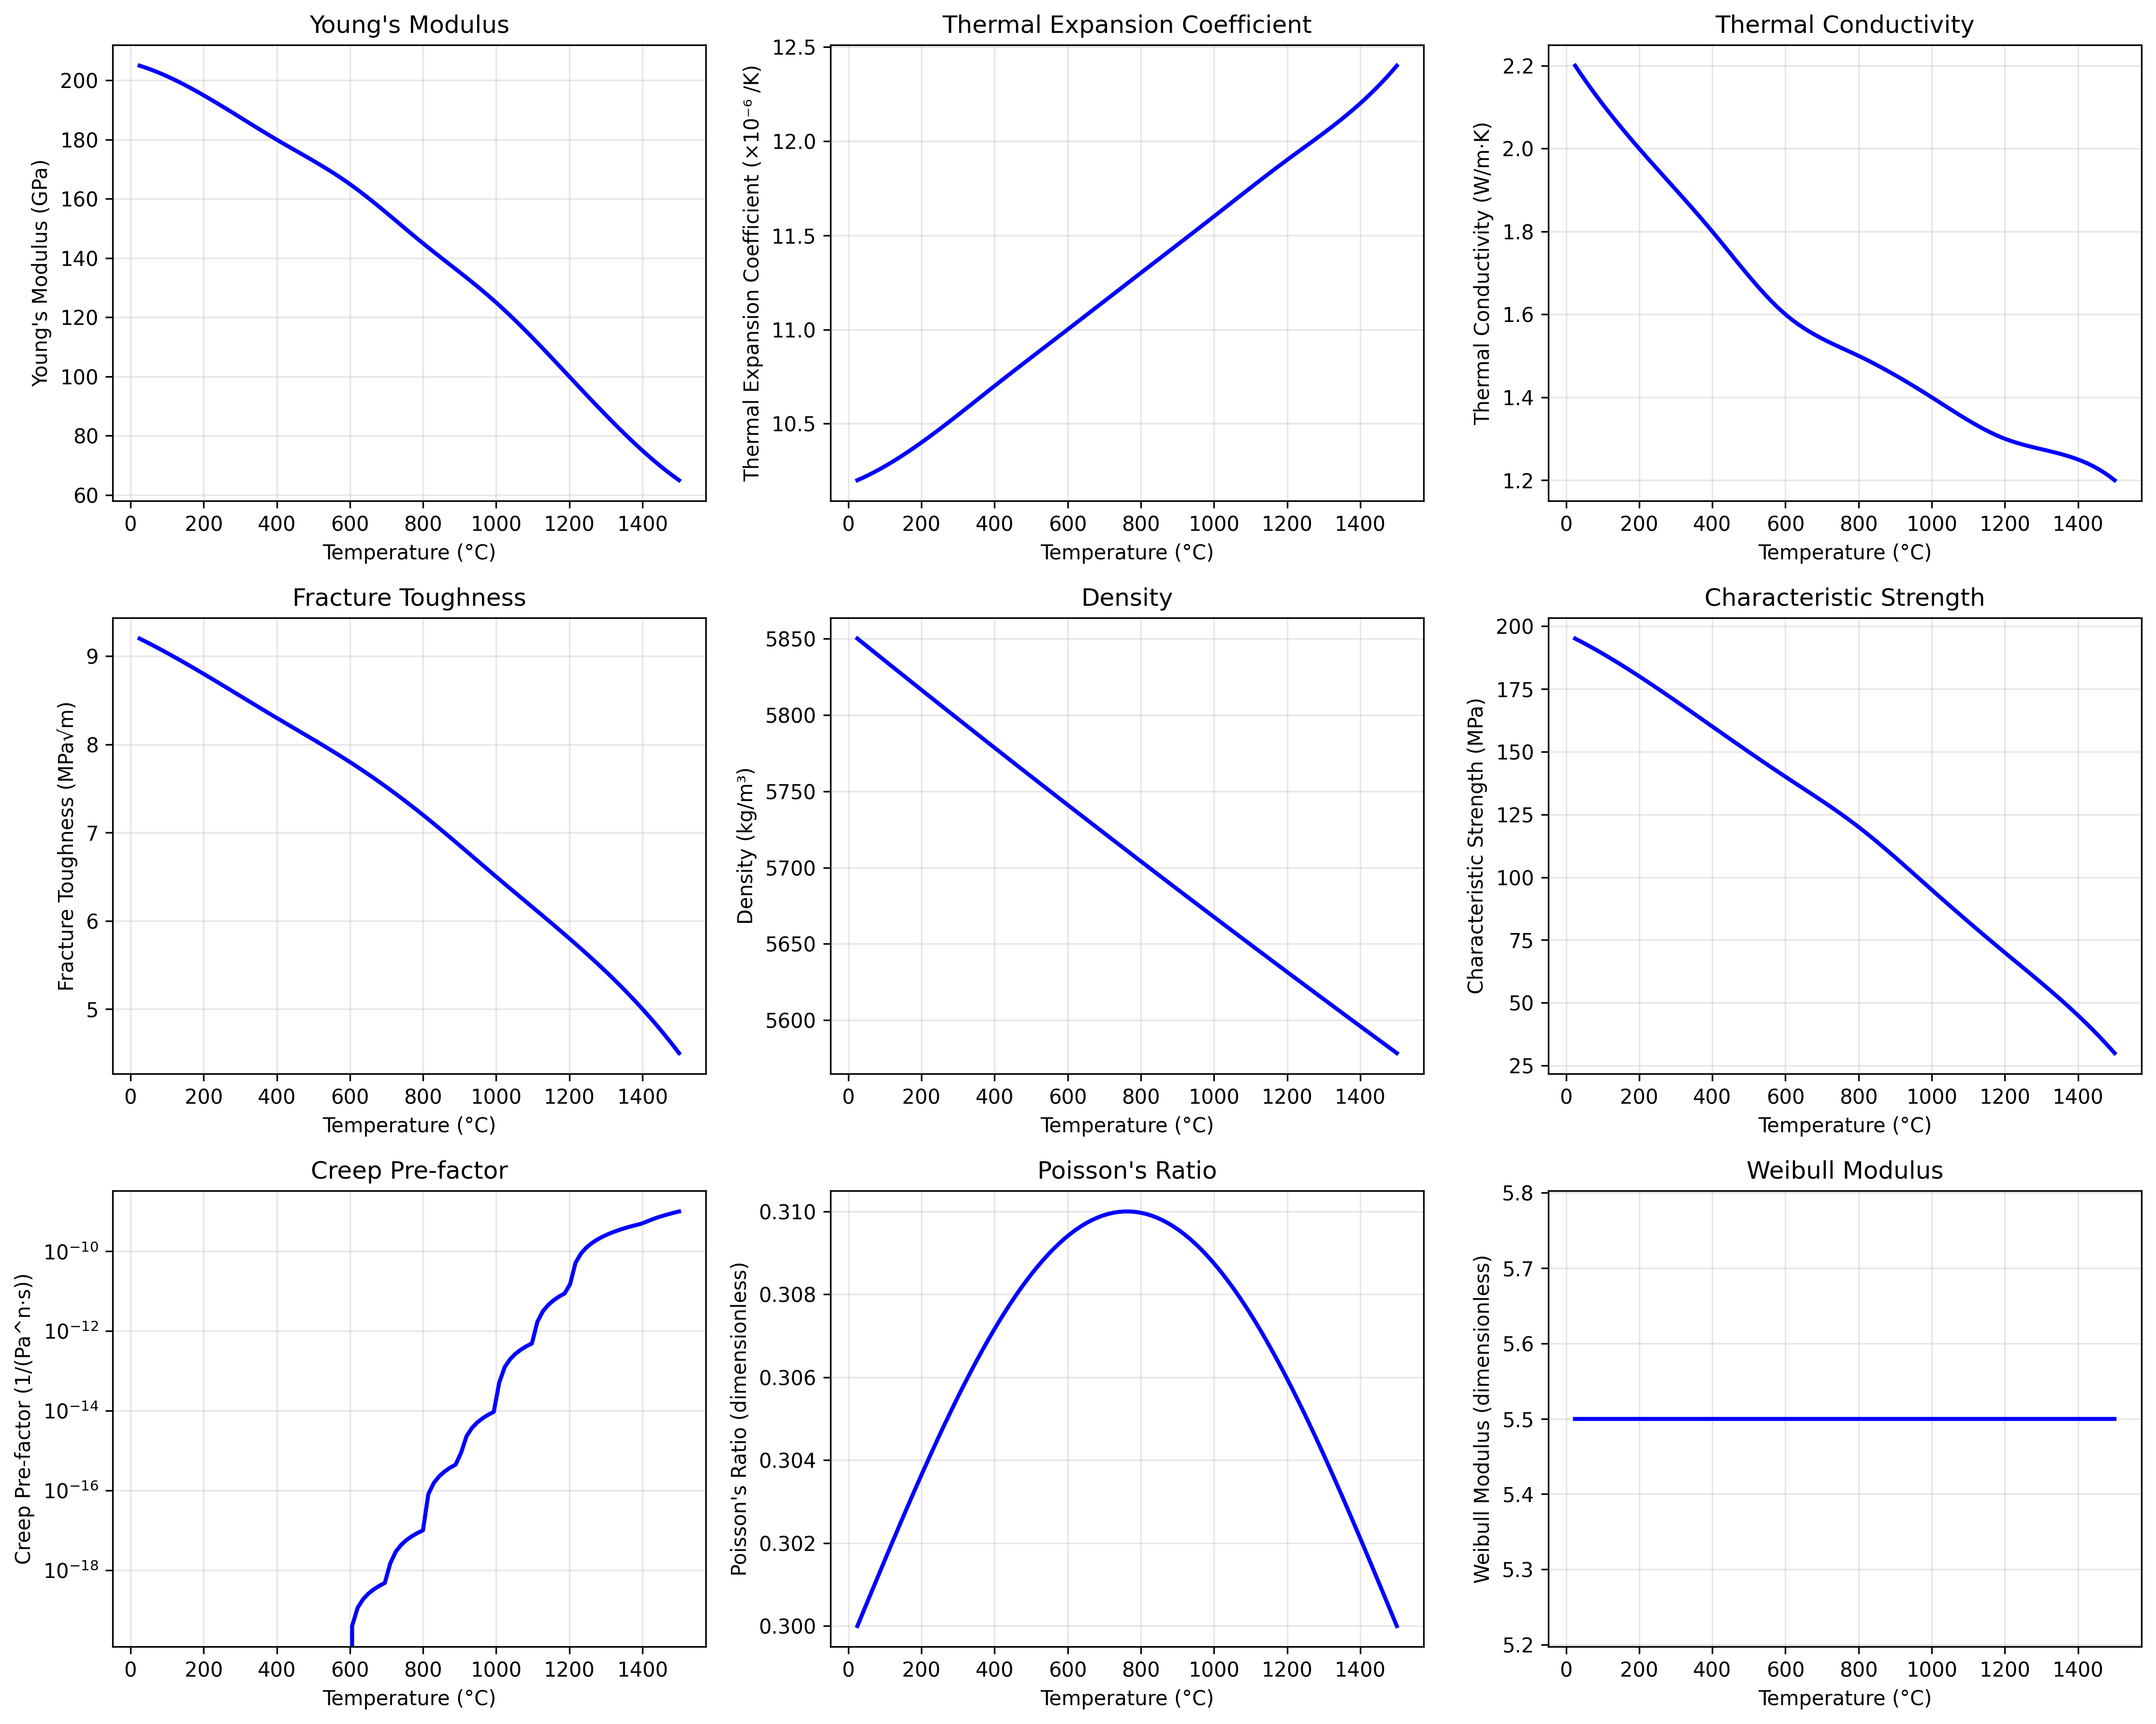 Young's Modulus
Young's Modulus (GPa)
200
180
160
140
120
100
80
60
0 200 400 600 800 1000 1200 1400
Temperature (°C)
Thermal Expansion Coefficient
Thermal Expansion Coefficient (×10⁻⁶ /K)
12.5
12.0
11.5
11.0
10.5
0 200 400 600 800 1000 1200 1400
Temperature (°C)
Thermal Conductivity
Thermal Conductivity (W/m·K)
2.2
2.0
1.8
1.6
1.4
1.2
0 200 400 600 800 1000 1200 1400
Temperature (°C)
Fracture Toughness
Fracture Toughness (MPa√m)
9
8
7
6
5
0 200 400 600 800 1000 1200 1400
Temperature (°C)
Density
Density (kg/m³)
5850
5800
5750
5700
5650
5600
0 200 400 600 800 1000 1200 1400
Temperature (°C)
Characteristic Strength
Characteristic Strength (MPa)
200
175
150
125
100
75
50
25
0 200 400 600 800 1000 1200 1400
Temperature (°C)
Creep Pre-factor
Creep Pre-factor (1/(Pa^n·s))
10⁻¹⁰
10⁻¹²
10⁻¹⁴
10⁻¹⁶
10⁻¹⁸
0 200 400 600 800 1000 1200 1400
Temperature (°C)
Poisson's Ratio
Poisson's Ratio (dimensionless)
0.310
0.308
0.306
0.304
0.302
0.300
0 200 400 600 800 1000 1200 1400
Temperature (°C)
Weibull Modulus
Weibull Modulus (dimensionless)
5.8
5.7
5.6
5.5
5.4
5.3
5.2
0 200 400 600 800 1000 1200 1400
Temperature (°C)